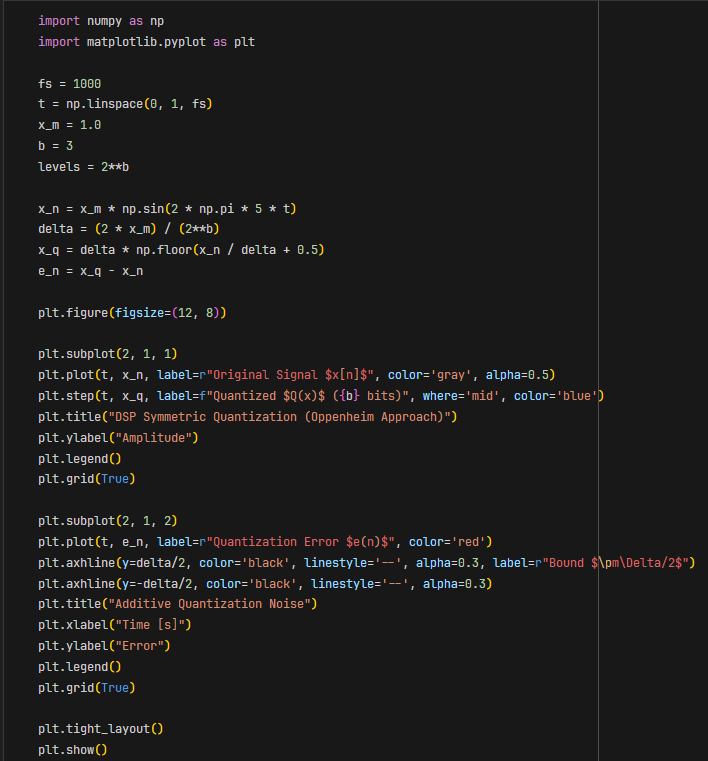 import numpy as np
import matplotlib.pyplot as plt
fs = 1000
t = np.linspace(0, 1, fs)
x_m = 1.0
b = 3
levels = 2**b
x_n = x_m * np.sin(2 * np.pi * 5 * t)
delta = (2 * x_m) / (2**b)
x_q = delta * np.floor(x_n / delta + 0.5)
e_n = x_q - x_n
plt.figure(figsize=(12, 8))
plt.subplot(2, 1, 1)
plt.plot(t, x_n, label=r"Original Signal $x[n]$", color='gray', alpha=0.5)
plt.step(t, x_q, label=f"Quantized $Q(x)$ ({b} bits)", where='mid', color='blue')
plt.title("DSP Symmetric Quantization (Oppenheim Approach)")
plt.ylabel("Amplitude")
plt.legend()
plt.grid(True)
plt.subplot(2, 1, 2)
plt.plot(t, e_n, label=r"Quantization Error $e(n)$", color='red')
plt.axhline(y=delta/2, color='black', linestyle='--', alpha=0.3, label=r"Bound $\pm\Delta/2$")
plt.axhline(y=-delta/2, color='black', linestyle='--', alpha=0.3)
plt.title("Additive Quantization Noise")
plt.xlabel("Time [s]")
plt.ylabel("Error")
plt.legend()
plt.grid(True)
plt.tight_layout()
plt.show()